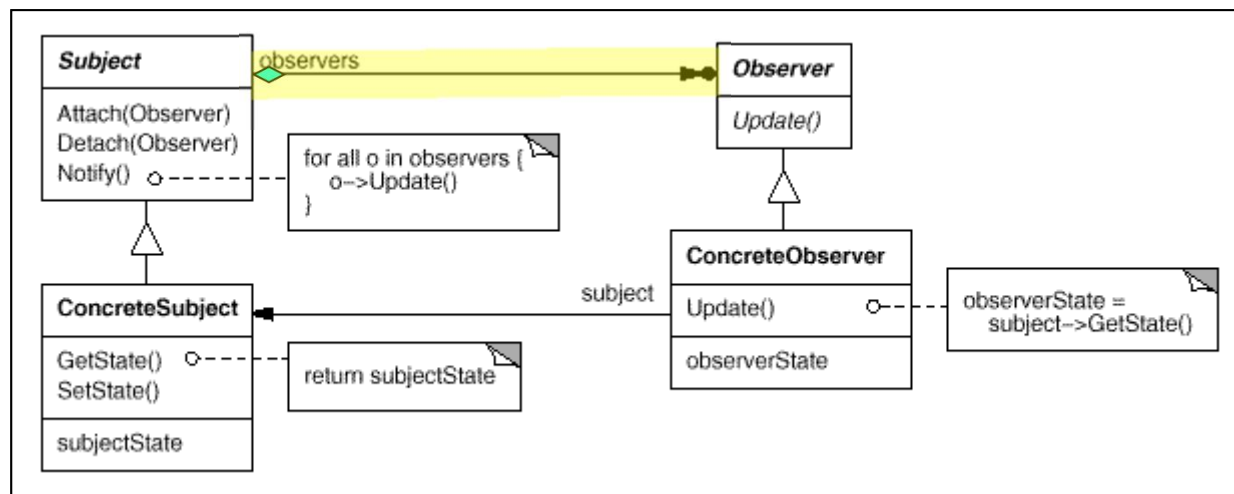 Subject
Attach(Observer)
Detach(Observer)
Notify()
observers
Observer
Update()
for all o in observers {
o->Update()
}
ConcreteSubject
GetState()
SetState()
subjectState
return subjectState
subject
ConcreteObserver
Update()
observerState
observerState =
subject->GetState()